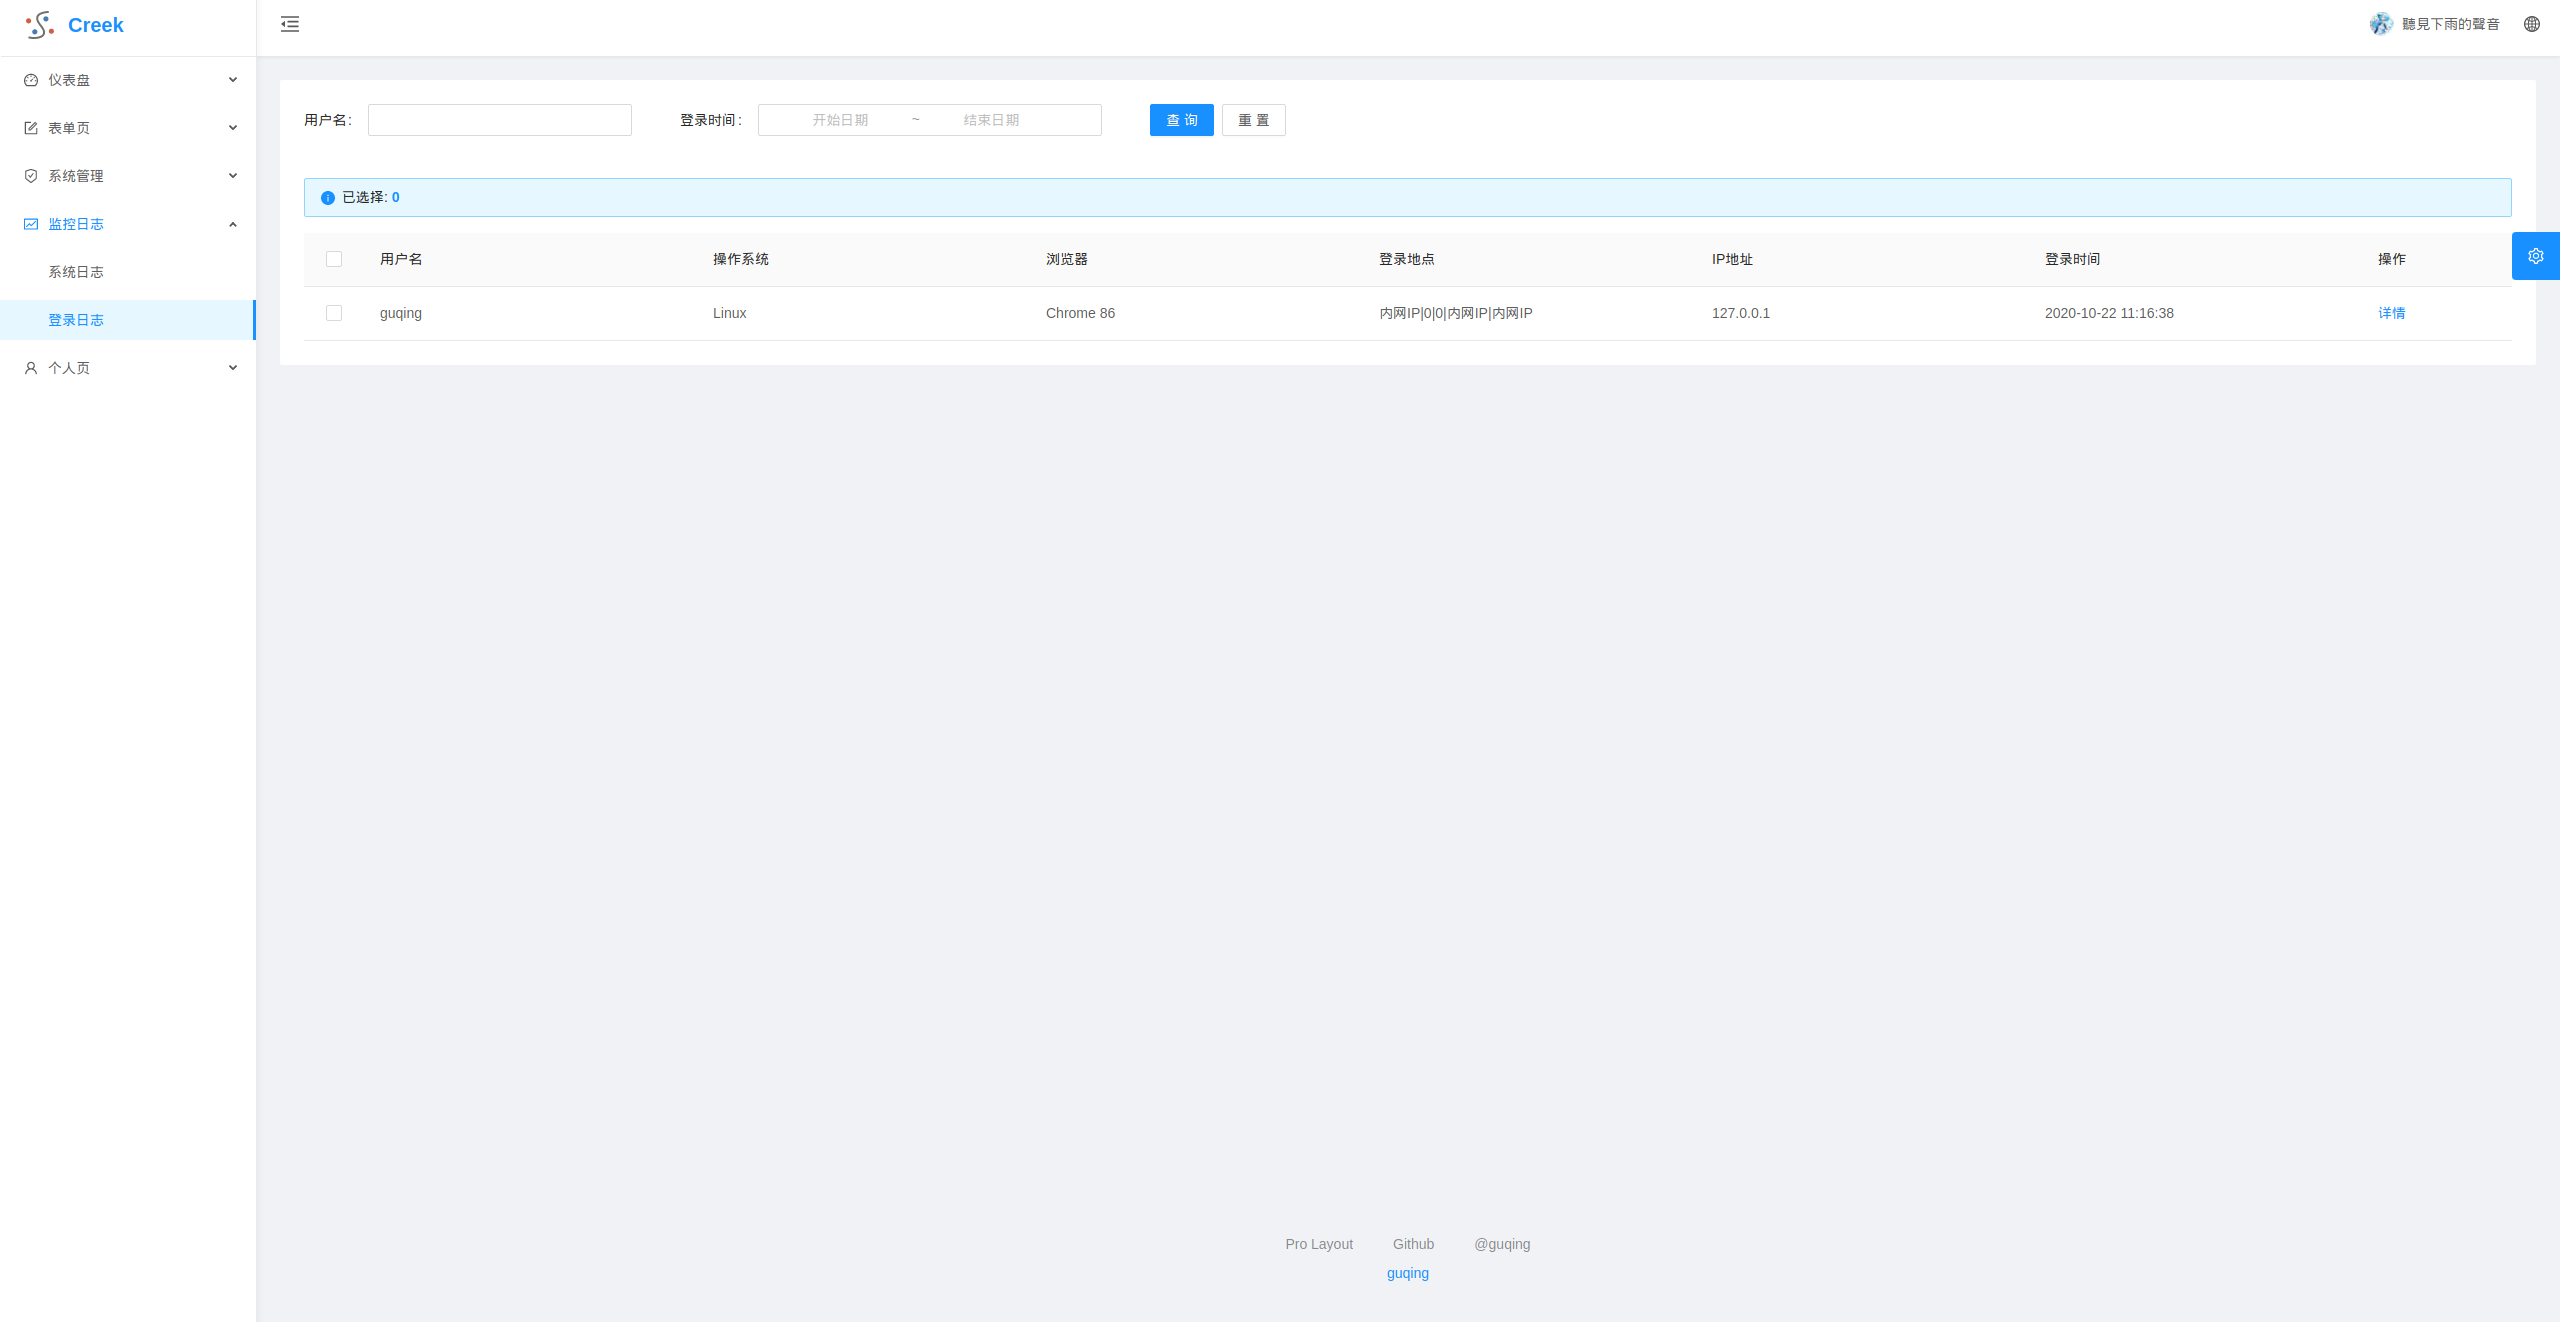 Creek
聽見下雨的聲音
仪表盘
表单页
系统管理
监控日志
系统日志
登录日志
个人页
用户名: 登录时间: 开始日期 ~ 结束日期 查 询 重 置
已选择: 0
用户名 操作系统 浏览器 登录地点 IP地址 登录时间 操作
guqing Linux Chrome 86 内网IP|0|0|内网IP|内网IP 127.0.0.1 2020-10-22 11:16:38 详情
Pro Layout Github @guqing
guqing